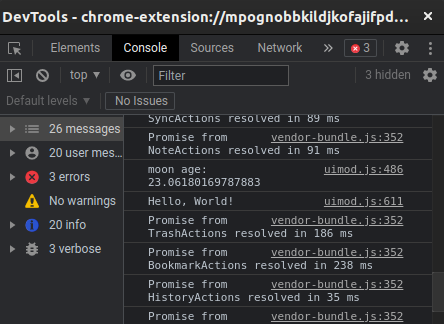 DevTools - chrome-extension://mpognobbkildjkofajifpd...
Elements Console Sources Network » 3
top Filter 3 hidden
Default levels No Issues
26 messages
20 user mes...
3 errors
No warnings
20 info
3 verbose
SyncActions resolved in 89 ms
Promise from vendor-bundle.js:352
NoteActions resolved in 91 ms
moon age: uimod.js:486
23.06180169787883
Hello, World! uimod.js:611
Promise from vendor-bundle.js:352
TrashActions resolved in 186 ms
Promise from vendor-bundle.js:352
BookmarkActions resolved in 238 ms
Promise from vendor-bundle.js:352
HistoryActions resolved in 35 ms
Promise from vendor-bundle.js:352